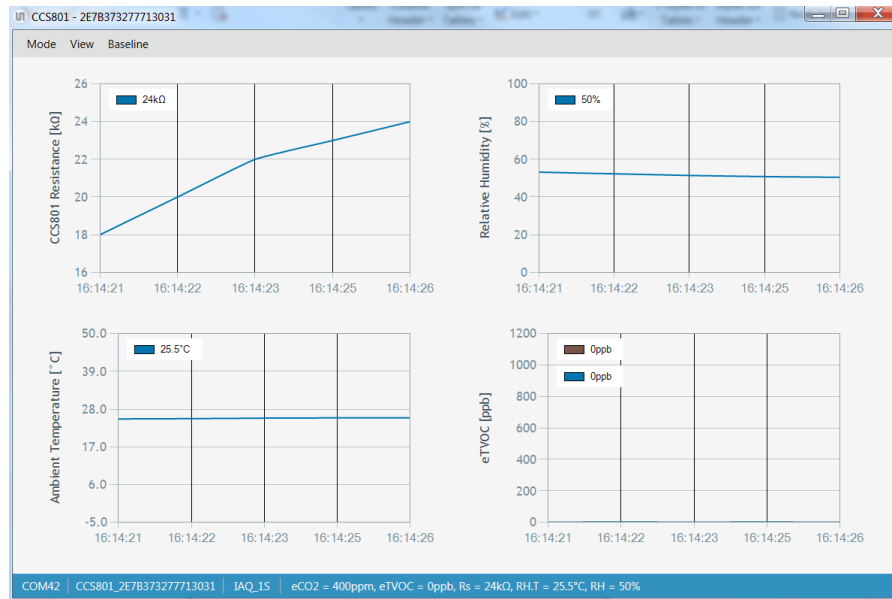 CCS801 - 2E7B373277713031
Mode View Baseline
CCS801 Resistance [kΩ]
26
24
22
20
18
16
24kΩ
16:14:21 16:14:22 16:14:23 16:14:25 16:14:26
Relative Humidity [%]
100
80
60
40
20
0
50%
16:14:21 16:14:22 16:14:23 16:14:25 16:14:26
Ambient Temperature [°C]
50.0
39.0
28.0
17.0
6.0
-5.0
25.5°C
16:14:21 16:14:22 16:14:23 16:14:25 16:14:26
eTVOC [ppb]
1200
1000
800
600
400
200
0
0ppb
0ppb
16:14:21 16:14:22 16:14:23 16:14:25 16:14:26
COM42 CCS801_2E7B373277713031 IAQ_1S eCO2 = 400ppm, eTVOC = 0ppb, Rs = 24kΩ, RH.T = 25.5°C, RH = 50%